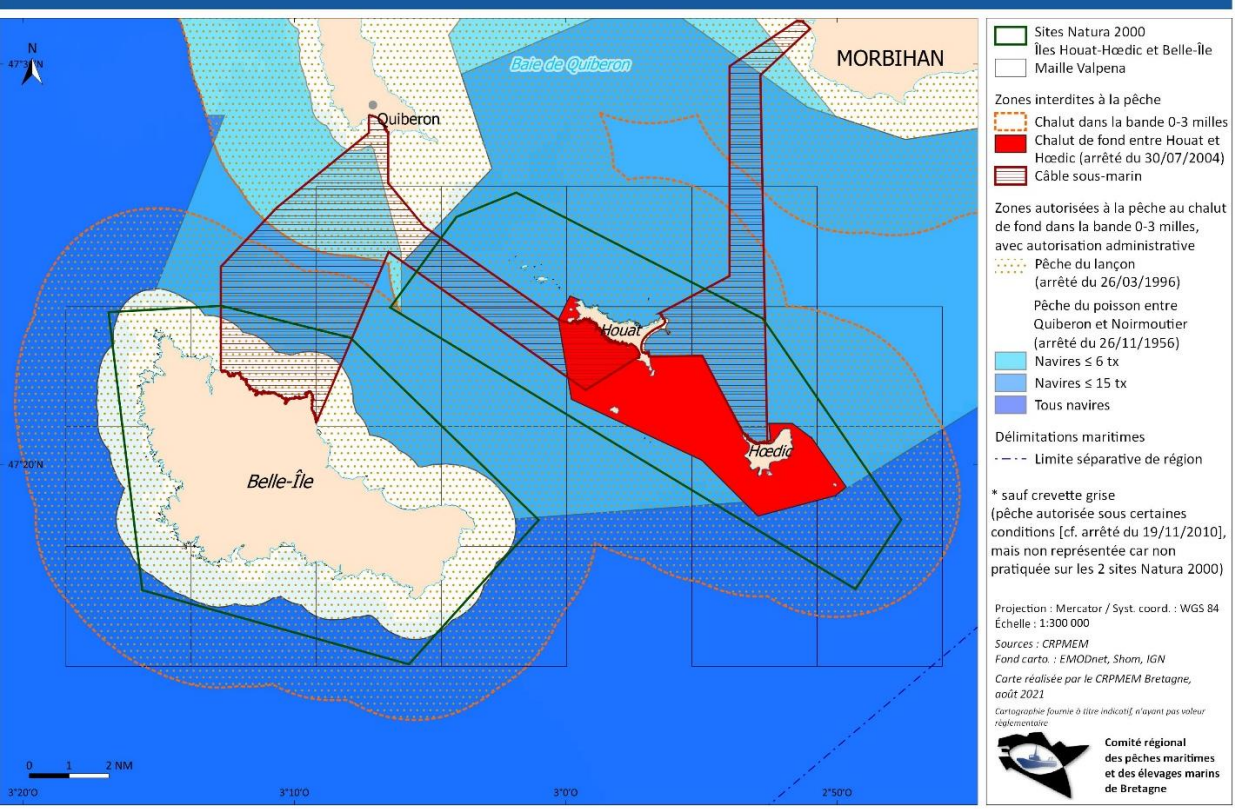 N
47°30'N
Baie de Quiberon
MORBIHAN
Quiberon
Houat
Hœdic
47°20'N
Belle-Île
0 1 2 NM
3°20'O
3°10'O
3°0'O
2°50'O
Sites Natura 2000
Îles Houat-Hœdic et Belle-Île
Maille Valpena
Zones interdites à la pêche
Chalut dans la bande 0-3 milles
Chalut de fond entre Houat et
Hœdic (arrêté du 30/07/2004)
Câble sous-marin
Zones autorisées à la pêche au chalut
de fond dans la bande 0-3 milles,
avec autorisation administrative
Pêche du lançon
(arrêté du 26/03/1996)
Pêche du poisson entre
Quiberon et Noirmoutier
(arrêté du 26/11/1956)
Navires ≤ 6 tx
Navires ≤ 15 tx
Tous navires
Délimitations maritimes
Limite séparative de région
* sauf crevette grise
(pêche autorisée sous certaines
conditions [cf. arrêté du 19/11/2010],
mais non représentée car non
pratiquée sur les 2 sites Natura 2000)
Projection : Mercator / Syst. coord. : WGS 84
Échelle : 1:300 000
Sources : CRPMEM
Fond carto. : EMODnet, Shom, IGN
Carte réalisée par le CRPMEM Bretagne,
août 2021
Cartographie fournie à titre indicatif, n'ayant pas valeur
règlementaire
Comité régional
des pêches maritimes
et des élevages marins
de Bretagne